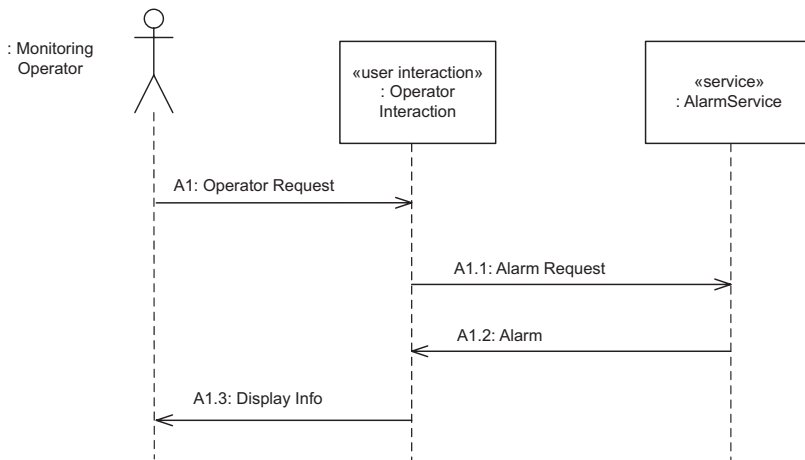 : Monitoring
Operator
«user interaction»
: Operator
Interaction
«service»
: AlarmService
A1: Operator Request
A1.1: Alarm Request
A1.2: Alarm
A1.3: Display Info